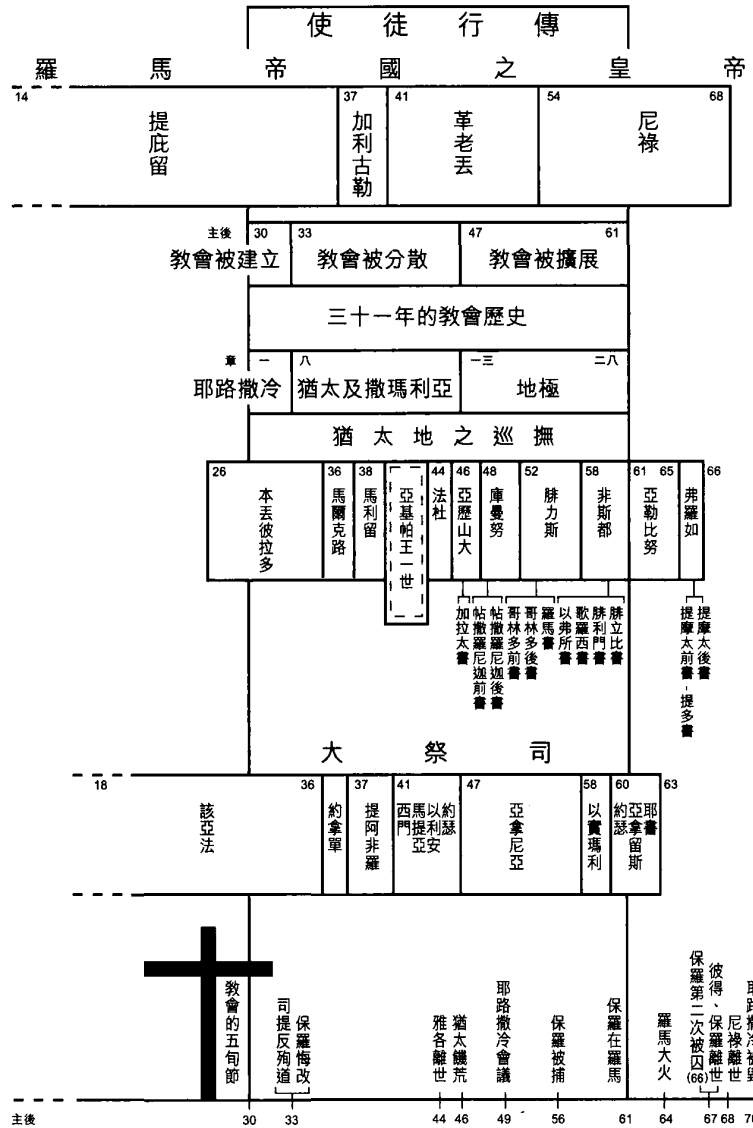 使徒行傳
羅馬帝國之皇帝
14 37 41 54 68
提庇留
加利古勒
革老丟
尼祿
主後 30 33 47 61
教會被建立 教會被分散 教會被擴展
三十一年的教會歷史
章 一 八 一三 二八
耶路撒冷 猶太及撒瑪利亞 地極
猶太地之巡撫
26 36 38 44 46 48 52 58 61 65 66
本丟彼拉多
馬爾克路
馬利留
亞基帕王一世
法杜
亞歷山大
庫曼努
腓力斯
非斯都
亞勒比努
弗羅如
加拉太書
帖撒羅尼迦前書
帖撒羅尼迦後書
哥林多前書
哥林多後書
羅馬書
以弗所書
歌羅西書
腓利門書
腓立比書
提摩太前書-提多書
提摩太後書
大祭司
18 36 37 41 47 58 60 63
該亞法
約拿單
提阿非羅
西門
馬提亞
以利安
約瑟
亞拿尼亞
以實瑪利
約瑟
亞拿留斯
耶書
教會的五旬節
司提反殉道
保羅悔改
雅各離世
猶太饑荒
耶路撒冷會議
保羅被捕
保羅在羅馬
羅馬大火
保羅第二次被囚(66)
彼得、保羅離世
尼祿離世
主後 30 33 44 46 49 56 61 64 67 68